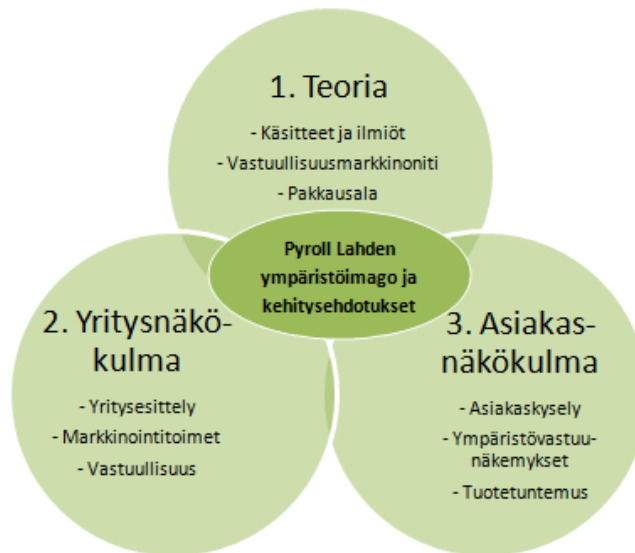 1. Teoria
- Käsitteet ja ilmiöt
- Vastuullisuusmarkkinoniti
- Pakkausala
Pyroll Lahden
ympäristöimago ja
kehitysehdotukset
2. Yritysnäkö-
kulma
- Yritysesittely
- Markkinointitoimet
- Vastuullisuus
3. Asiakas-
näkökulma
- Asiakaskysely
- Ympäristövastuu-
näkemykset
- Tuotetuntemus